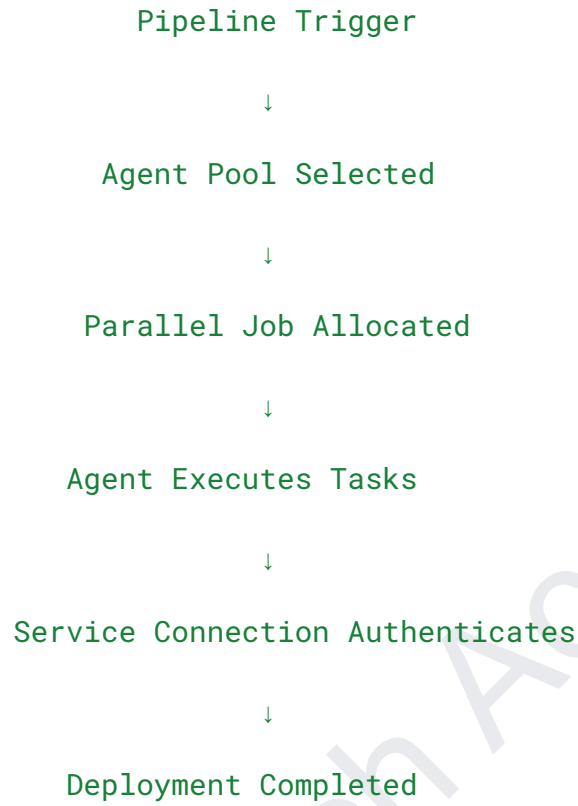 Pipeline Trigger
↓
Agent Pool Selected
↓
Parallel Job Allocated
↓
Agent Executes Tasks
↓
Service Connection Authenticates
↓
Deployment Completed